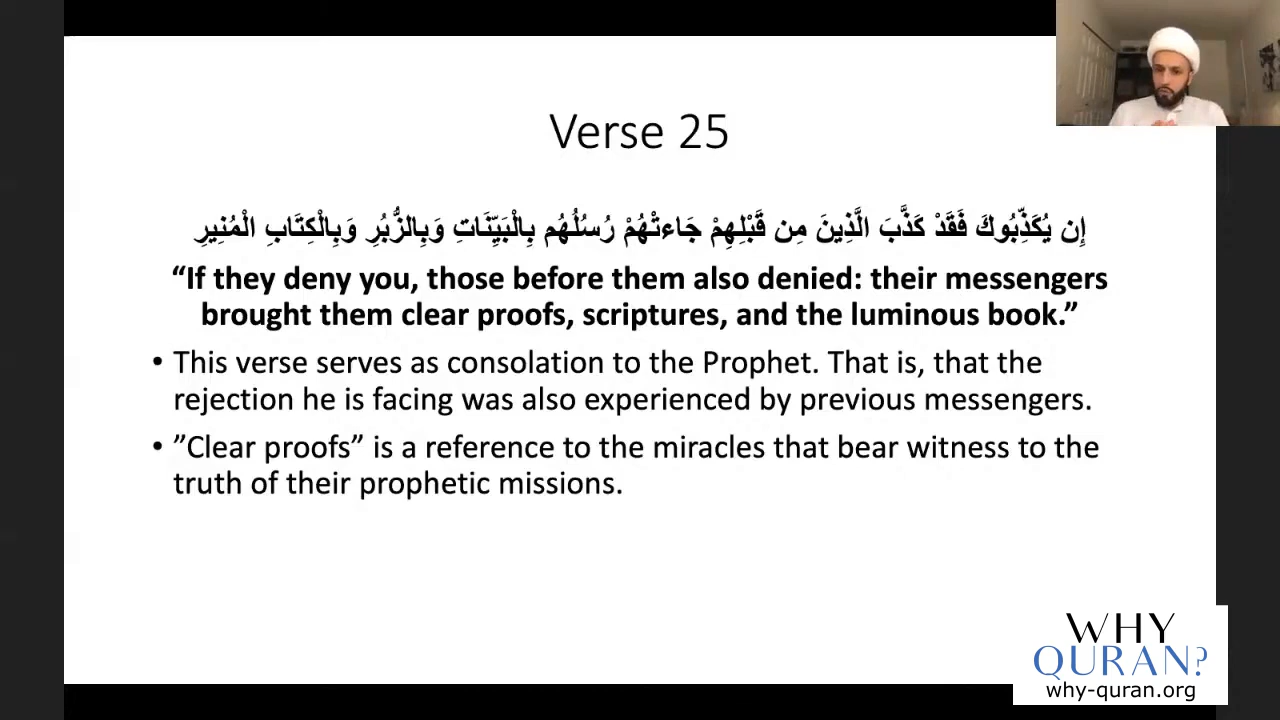 Verse 25
إِن يُكَذِّبُوكَ فَقَدْ كَذَّبَ الَّذِينَ مِن قَبْلِهِمْ جَاءتْهُمْ رُسُلُهُم بِالْبَيِّنَاتِ وَبِالزُّبُرِ وَبِالْكِتَابِ الْمُنِيرِ
“If they deny you, those before them also denied: their messengers
brought them clear proofs, scriptures, and the luminous book.”
• This verse serves as consolation to the Prophet. That is, that the
rejection he is facing was also experienced by previous messengers.
• ”Clear proofs” is a reference to the miracles that bear witness to the
truth of their prophetic missions.
WHY
QURAN?
why-quran.org